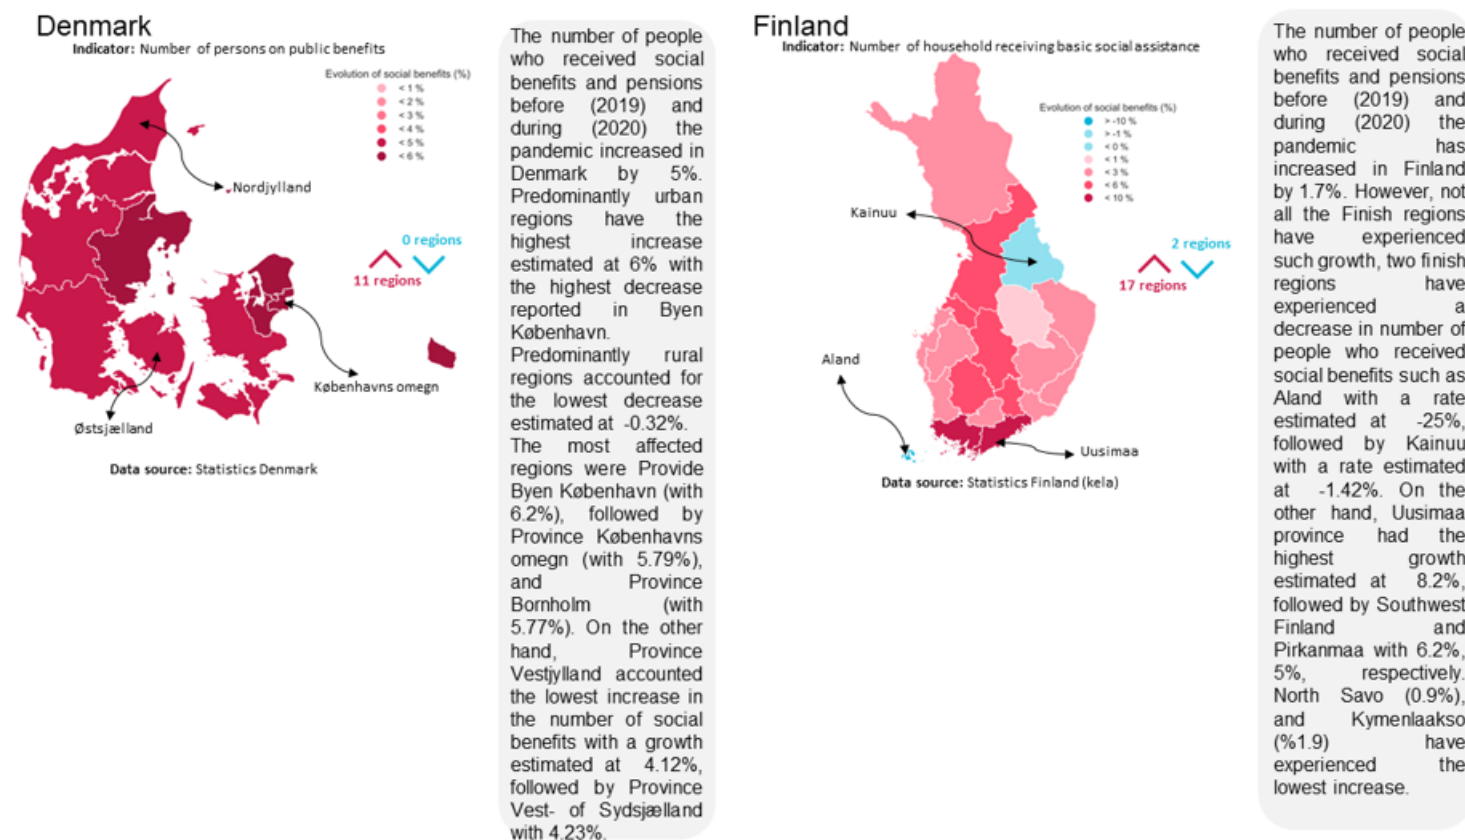 Denmark
Indicator: Number of persons on public benefits
Evolution of social benefits (%)
< 1 %
< 2 %
< 3 %
< 4 %
< 5 %
< 6 %
Nordjylland
0 regions
11 regions
Københavns omegn
Østsjælland
Data source: Statistics Denmark
The number of people
who received social
benefits and pensions
before (2019) and
during (2020) the
pandemic increased in
Denmark by 5%.
Predominantly urban
regions have the
highest increase
estimated at 6% with
the highest decrease
reported in Byen
København.
Predominantly rural
regions accounted for
the lowest decrease
estimated at -0.32%.
The most affected
regions were Provide
Byen København (with
6.2%), followed by
Province Københavns
omegn (with 5.79%),
and Province
Bornholm (with
5.77%). On the other
hand, Province
Vestjylland accounted
the lowest increase in
the number of social
benefits with a growth
estimated at 4.12%,
followed by Province
Vest- of Sydsjælland
with 4.23%.
Finland
Indicator: Number of household receiving basic social assistance
Evolution of social benefits (%)
> -10 %
> -1 %
< 0 %
< 1 %
< 3 %
< 6 %
< 10 %
Kainuu
2 regions
17 regions
Aland
Uusimaa
Data source: Statistics Finland (kela)
The number of people
who received social
benefits and pensions
before (2019) and
during (2020) the
pandemic has
increased in Finland
by 1.7%. However, not
all the Finish regions
have experienced
such growth, two finish
regions have
experienced a
decrease in number of
people who received
social benefits such as
Aland with a rate
estimated at -25%,
followed by Kainuu
with a rate estimated
at -1.42%. On the
other hand, Uusimaa
province had the
highest growth
estimated at 8.2%,
followed by Southwest
Finland and
Pirkanmaa with 6.2%,
5%, respectively.
North Savo (0.9%),
and Kymenlaakso
(%1.9) have
experienced the
lowest increase.